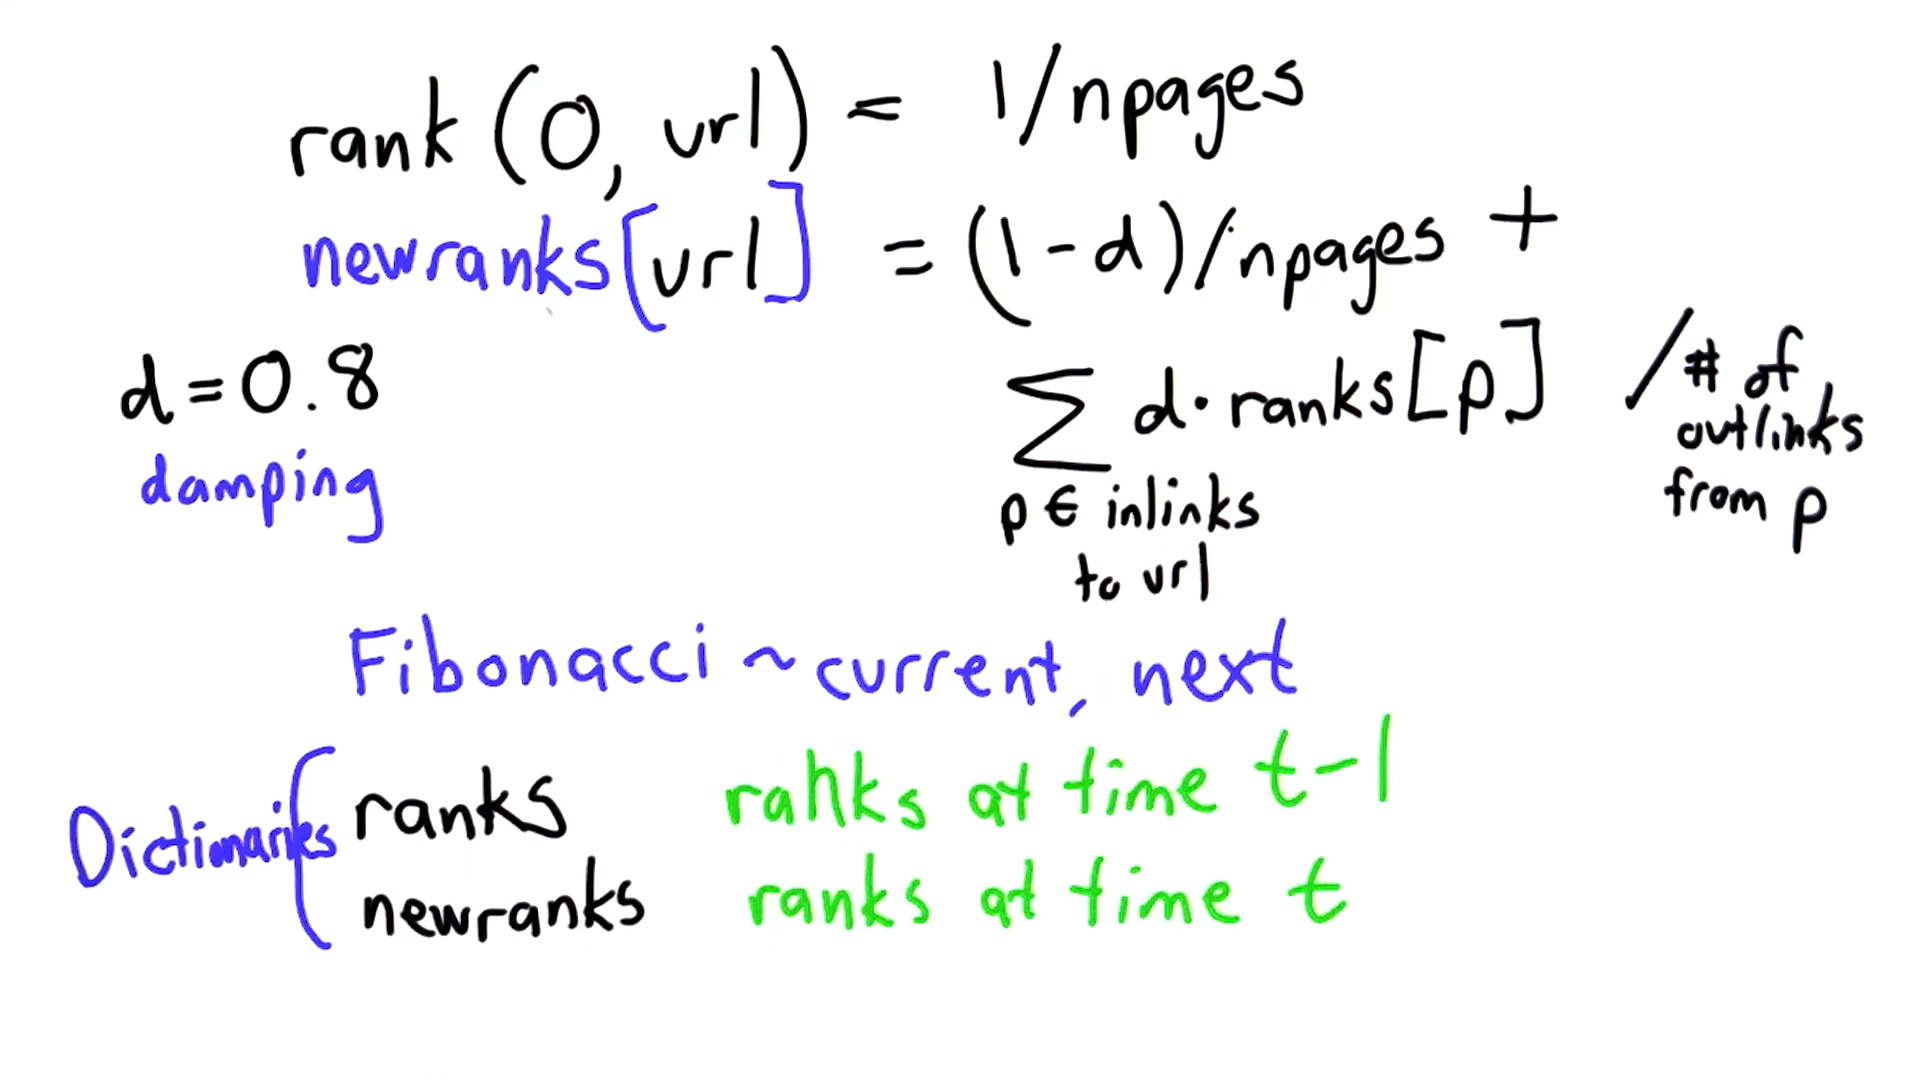 rank (0, url) = 1/npages
newranks[url] = (1-d)/npages +
d = 0.8
damping
∑ d·ranks[p] / # of
outlinks
from p
p ∈ inlinks
to url
Fibonacci ~ current, next
Dictionaries
ranks ranks at time t-1
newranks ranks at time t